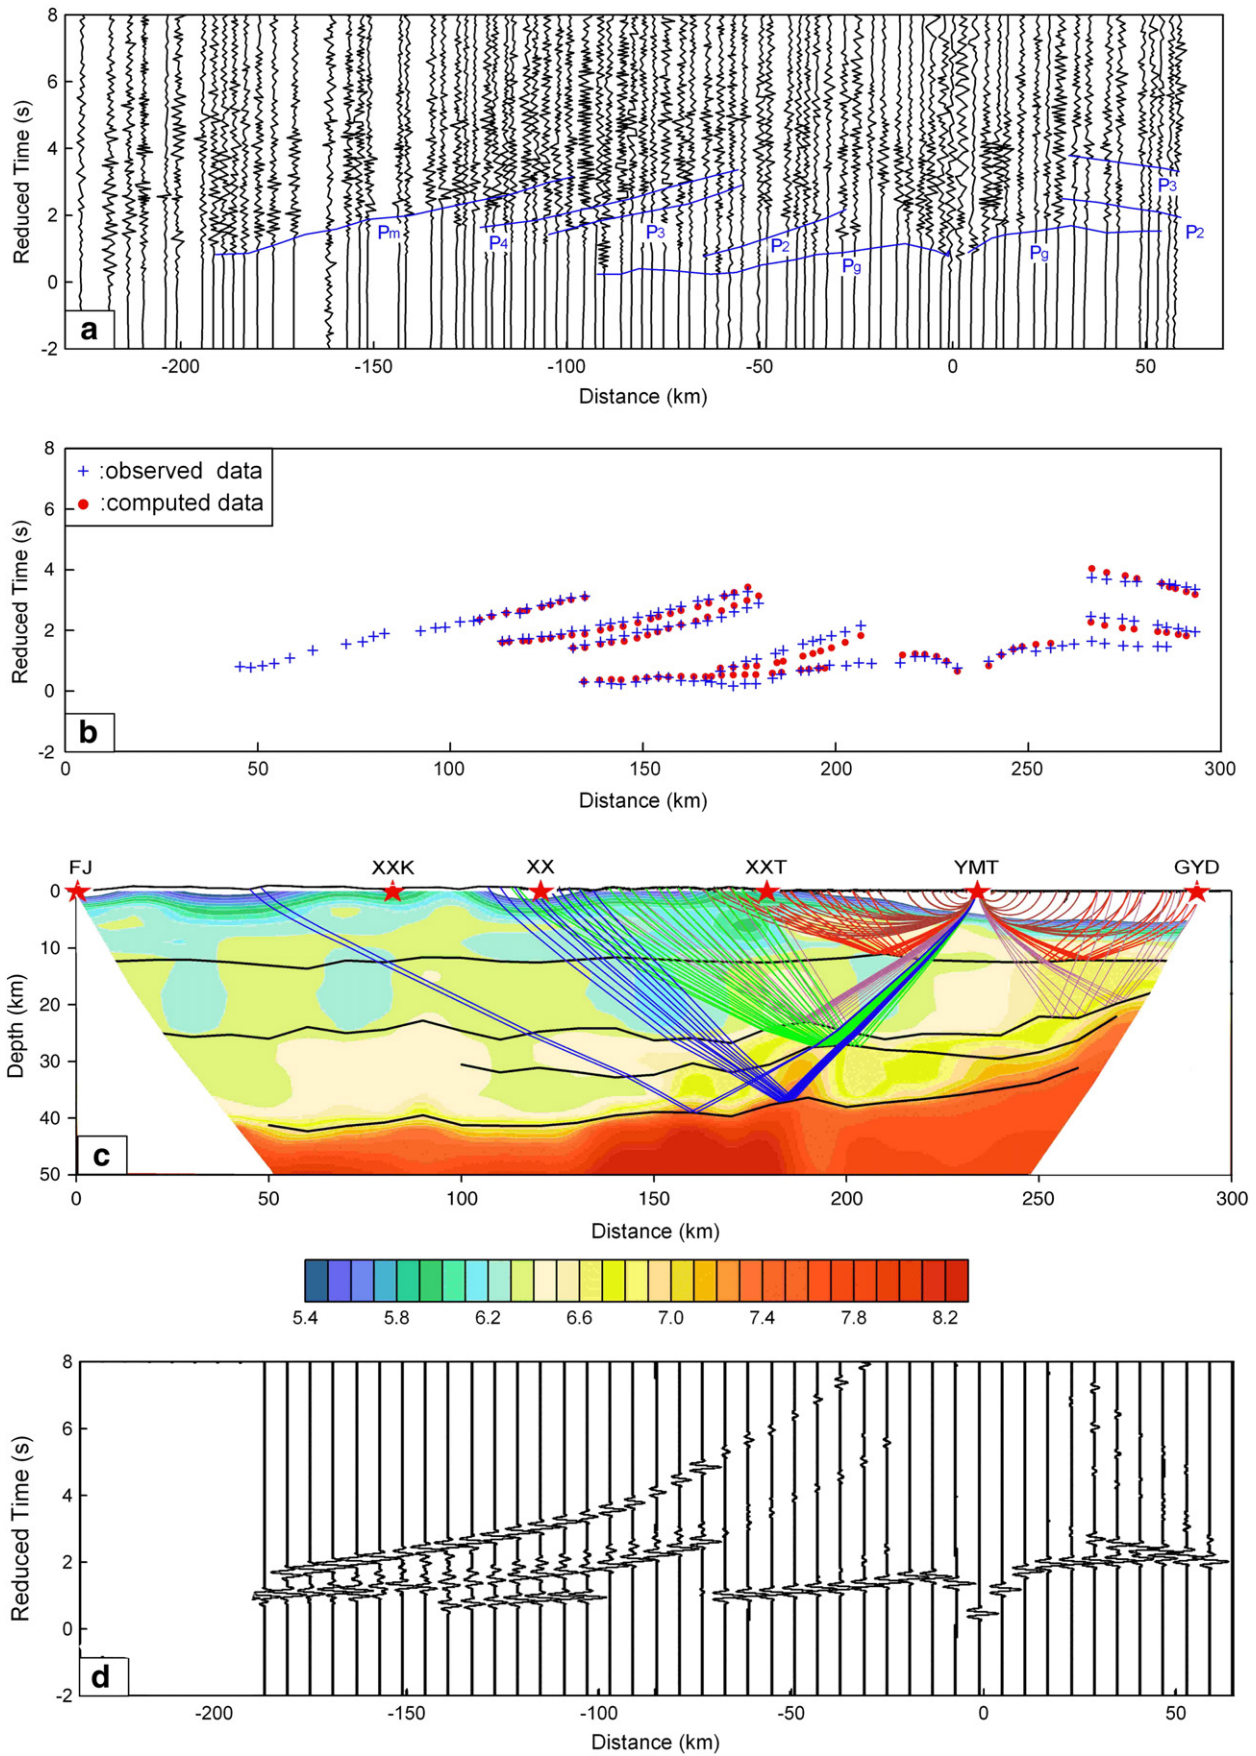 8
6
4
2
0
-2
Reduced Time (s)
Pm
P4
P3
P2
Pg
Pg
P3
P2
a
-200 -150 -100 -50 0 50
Distance (km)
8
6
4
2
0
-2
Reduced Time (s)
+ :observed data
:computed data
b
0 50 100 150 200 250 300
Distance (km)
FJ XXK XX XXT YMT GYD
0
10
20
30
40
50
Depth (km)
c
0 50 100 150 200 250 300
Distance (km)
5.4 5.8 6.2 6.6 7.0 7.4 7.8 8.2
8
6
4
2
0
-2
Reduced Time (s)
d
-200 -150 -100 -50 0 50
Distance (km)